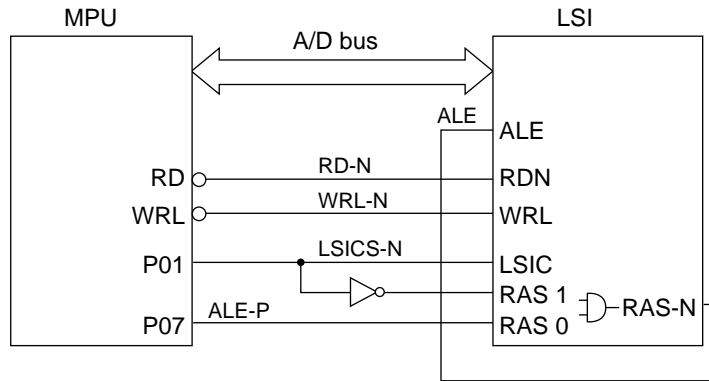 MPU
LSI
A/D bus
ALE
ALE
RD
RD-N
RDN
WRL
WRL-N
WRL
P01
LSICS-N
LSIC
RAS 1
RAS-N
P07
ALE-P
RAS 0